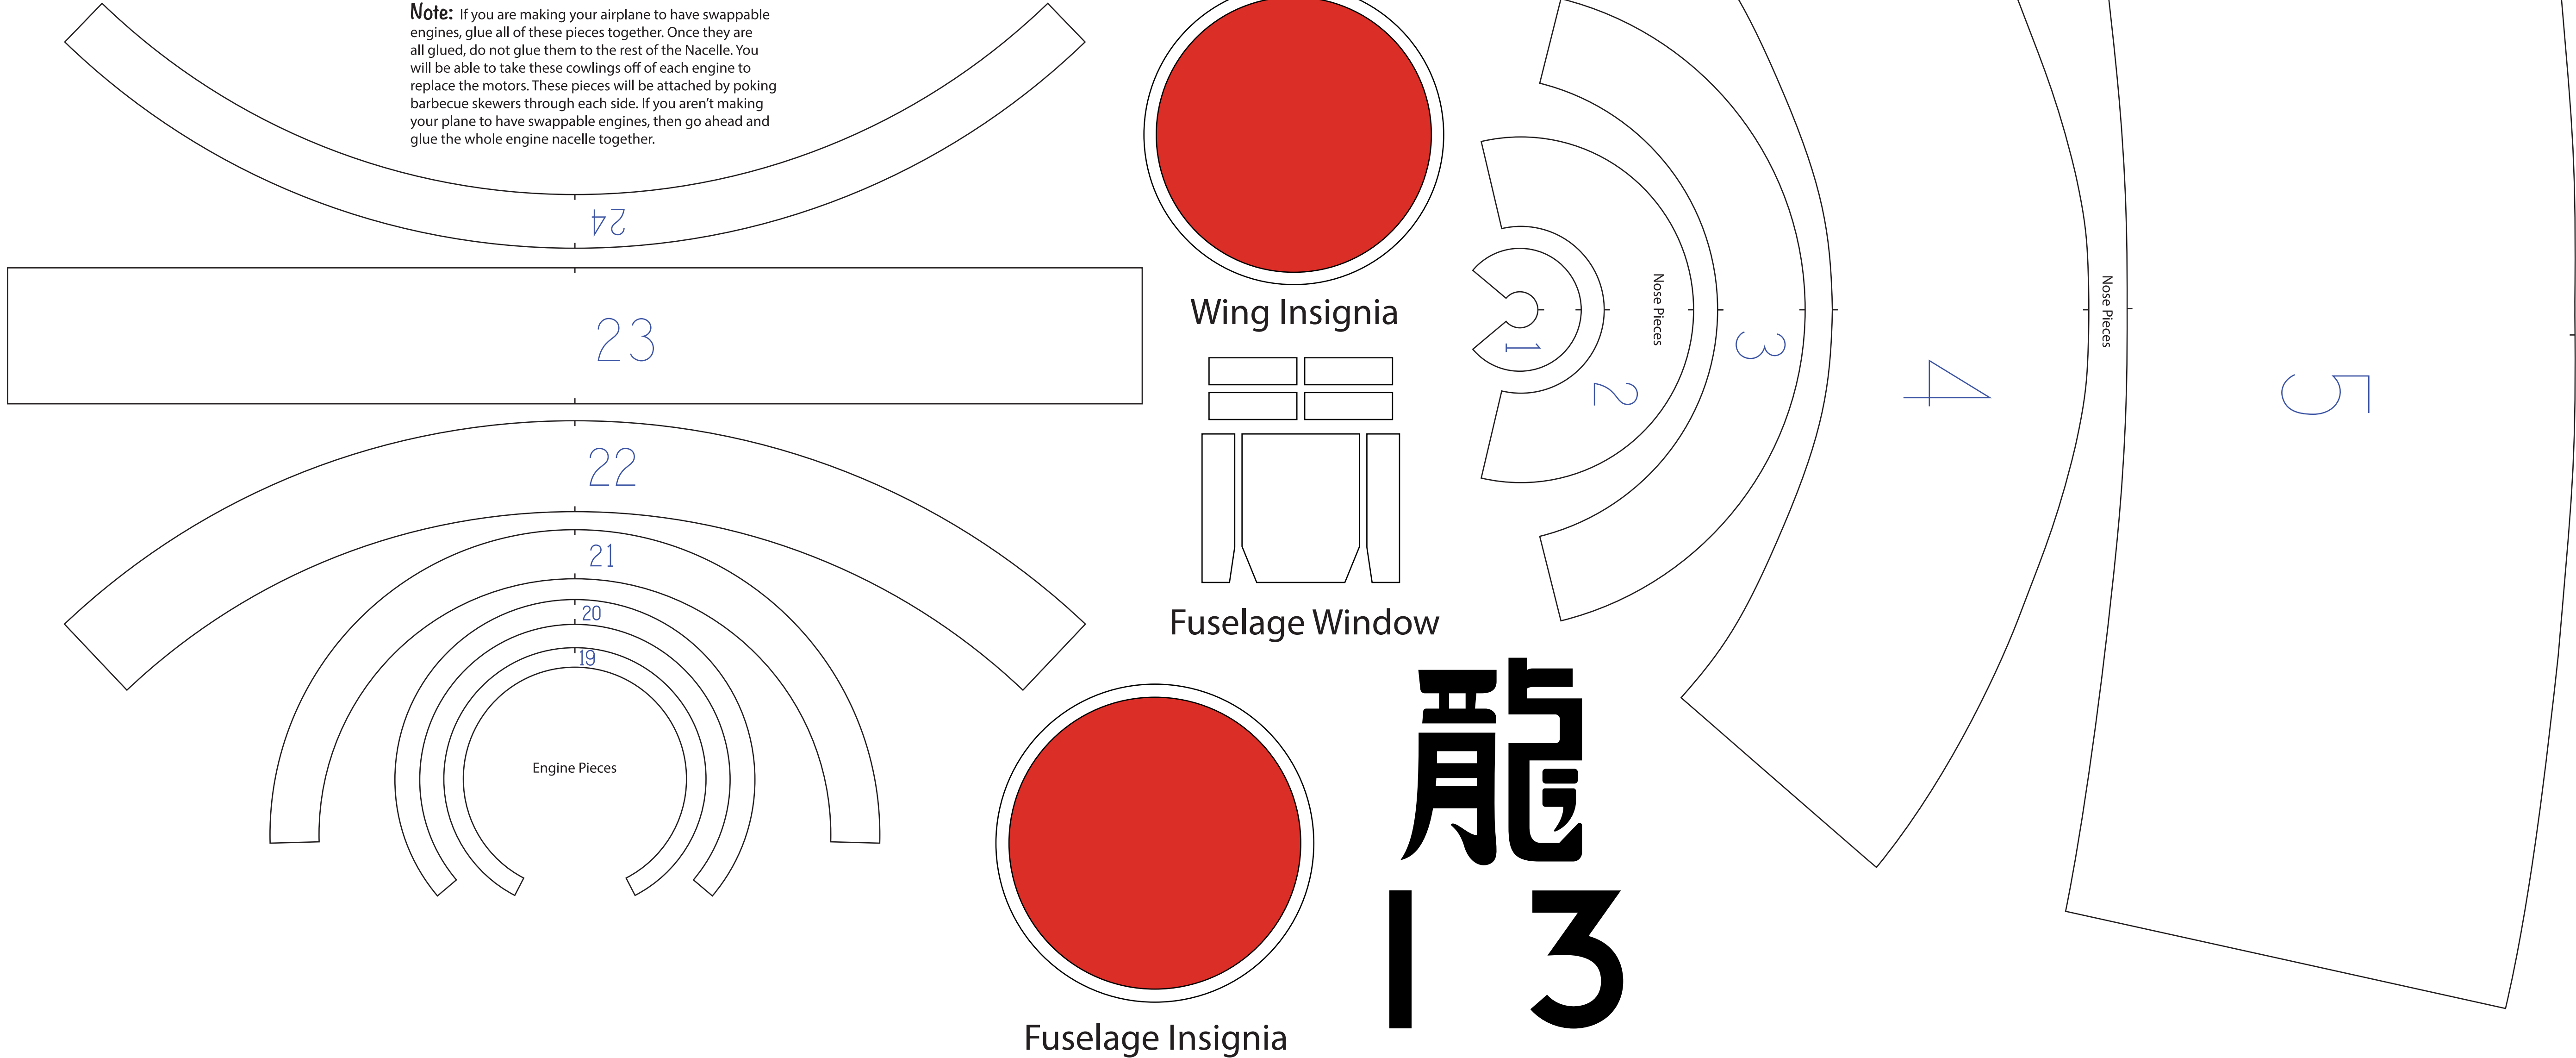 Note: If you are making your airplane to have swappable
engines, glue all of these pieces together. Once they are
all glued, do not glue them to the rest of the Nacelle. You
will be able to take these cowlings off of each engine to
replace the motors. These pieces will be attached by poking
barbecue skewers through each side. If you aren't making
your plane to have swappable engines, then go ahead and
glue the whole engine nacelle together.
24
23
22
21
20
19
Engine Pieces
Wing Insignia
Fuselage Window
Fuselage Insignia
龍
13
1
2
Nose Pieces
3
4
Nose Pieces
5